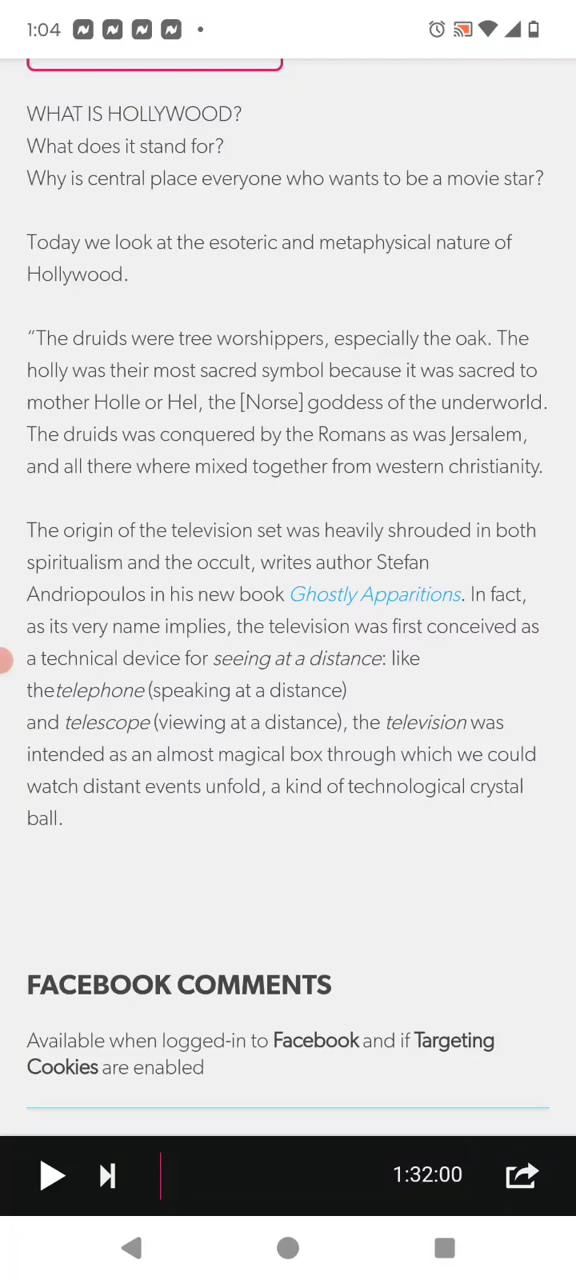 1:04
WHAT IS HOLLYWOOD?
What does it stand for?
Why is central place everyone who wants to be a movie star?
Today we look at the esoteric and metaphysical nature of
Hollywood.
“The druids were tree worshippers, especially the oak. The
holly was their most sacred symbol because it was sacred to
mother Holle or Hel, the [Norse] goddess of the underworld.
The druids was conquered by the Romans as was Jersalem,
and all there where mixed together from western christianity.
The origin of the television set was heavily shrouded in both
spiritualism and the occult, writes author Stefan
Andriopoulos in his new book Ghostly Apparitions. In fact,
as its very name implies, the television was first conceived as
a technical device for seeing at a distance: like
thetelephone (speaking at a distance)
and telescope (viewing at a distance), the television was
intended as an almost magical box through which we could
watch distant events unfold, a kind of technological crystal
ball.
FACEBOOK COMMENTS
Available when logged-in to Facebook and if Targeting
Cookies are enabled
1:32:00